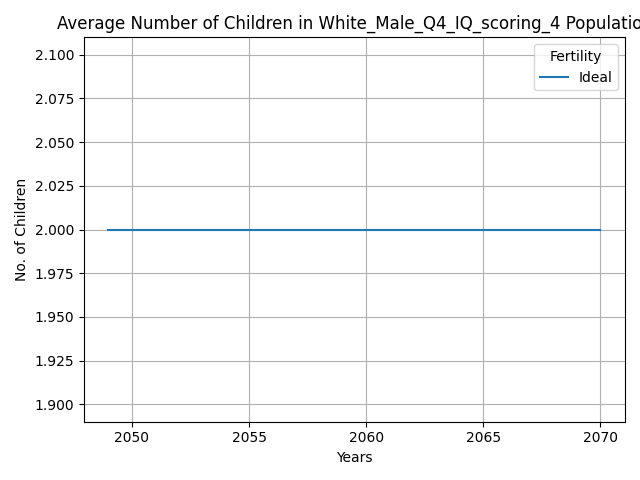 Average Number of Children in White_Male_Q4_IQ_scoring_4 Populatio
Fertility
Ideal
2.100
2.075
2.050
2.025
2.000
1.975
1.950
1.925
1.900
No. of Children
2050 2055 2060 2065 2070
Years